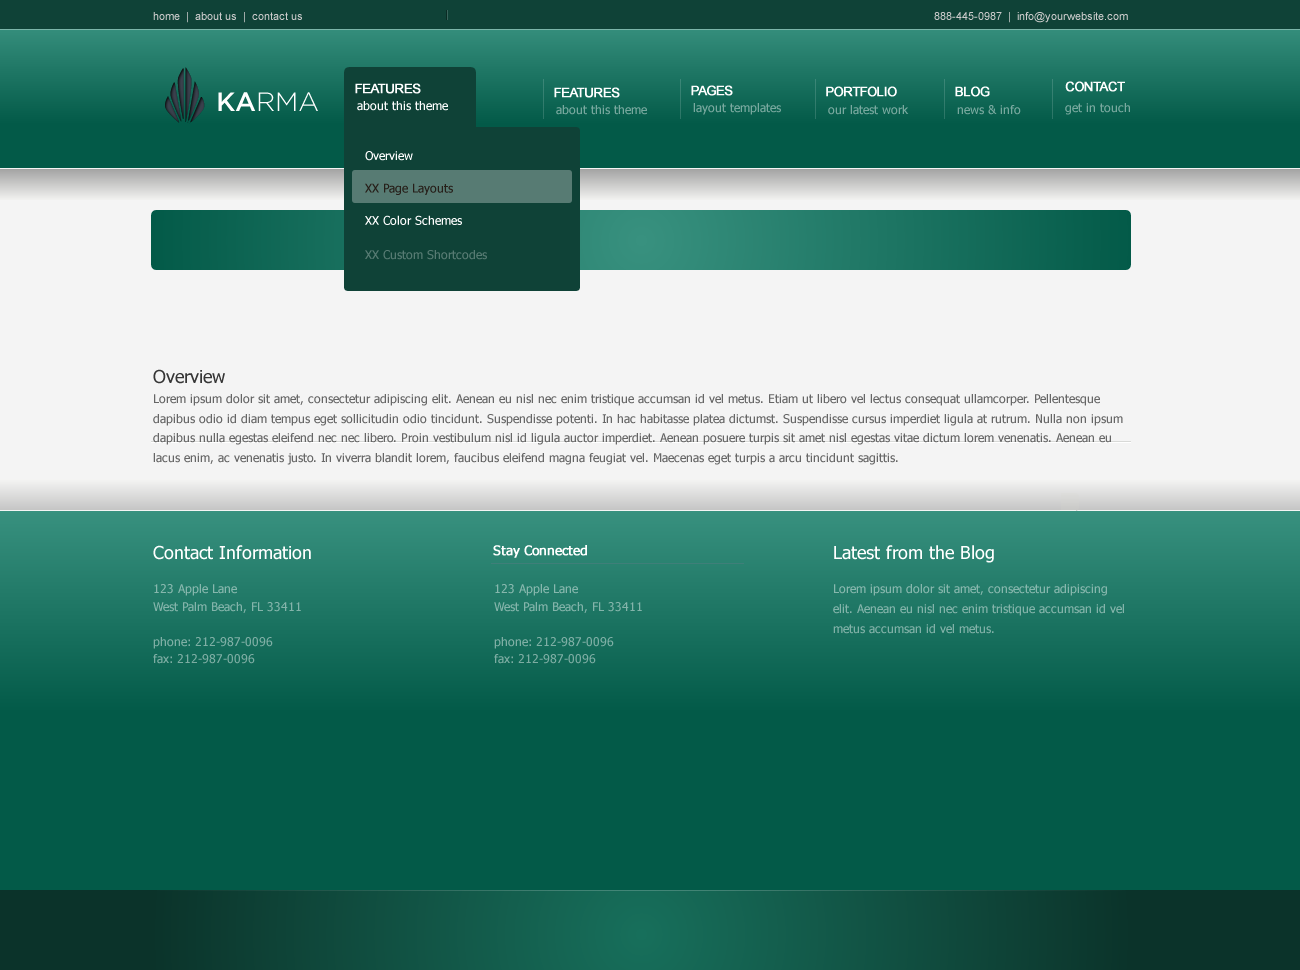 home | about us | contact us
888-445-0987 | info@yourwebsite.com
KARMA
FEATURES
about this theme
FEATURES
about this theme
PAGES
layout templates
PORTFOLIO
our latest work
BLOG
news & info
CONTACT
get in touch
Overview
XX Page Layouts
XX Color Schemes
XX Custom Shortcodes
Overview
Lorem ipsum dolor sit amet, consectetur adipiscing elit. Aenean eu nisl nec enim tristique accumsan id vel metus. Etiam ut libero vel lectus consequat ullamcorper. Pellentesque
dapibus odio id diam tempus eget sollicitudin odio tincidunt. Suspendisse potenti. In hac habitasse platea dictumst. Suspendisse cursus imperdiet ligula at rutrum. Nulla non ipsum
dapibus nulla egestas eleifend nec nec libero. Proin vestibulum nisl id ligula auctor imperdiet. Aenean posuere turpis sit amet nisl egestas vitae dictum lorem venenatis. Aenean eu
lacus enim, ac venenatis justo. In viverra blandit lorem, faucibus eleifend magna feugiat vel. Maecenas eget turpis a arcu tincidunt sagittis.
Contact Information
123 Apple Lane
West Palm Beach, FL 33411
phone: 212-987-0096
fax: 212-987-0096
Stay Connected
123 Apple Lane
West Palm Beach, FL 33411
phone: 212-987-0096
fax: 212-987-0096
Latest from the Blog
Lorem ipsum dolor sit amet, consectetur adipiscing
elit. Aenean eu nisl nec enim tristique accumsan id vel
metus accumsan id vel metus.